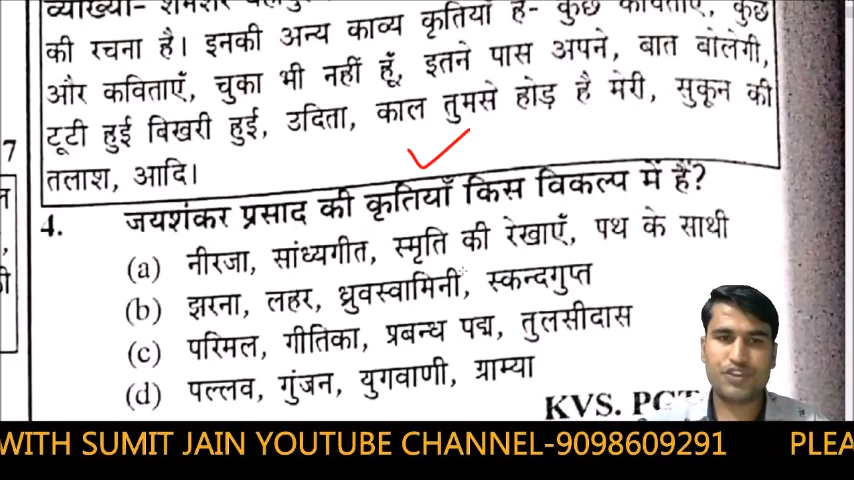 व्याख्या- शमशेर
काव्य कृतियाँ हैं- कुछ कविताएँ, कुछ
की रचना है। इनकी अन्य
और कविताएँ, चुका भी नहीं हूँ, इतने पास अपने, बात बोलेगी,
टूटी हुई बिखरी हुई, उदिता, काल तुमसे होड़ है मेरी, सुकून की
तलाश, आदि।
7
4. जयशंकर प्रसाद की कृतियाँ किस विकल्प में हैं?
(a) नीरजा, सांध्यगीत, स्मृति की रेखाएँ, पथ के साथी
(b) झरना, लहर, ध्रुवस्वामिनी, स्कन्दगुप्त
(c) परिमल, गीतिका, प्रबन्ध पद्म, तुलसीदास
(d) पल्लव, गुंजन, युगवाणी, ग्राम्या
KVS. PGT
WITH SUMIT JAIN YOUTUBE CHANNEL-9098609291 PLEA